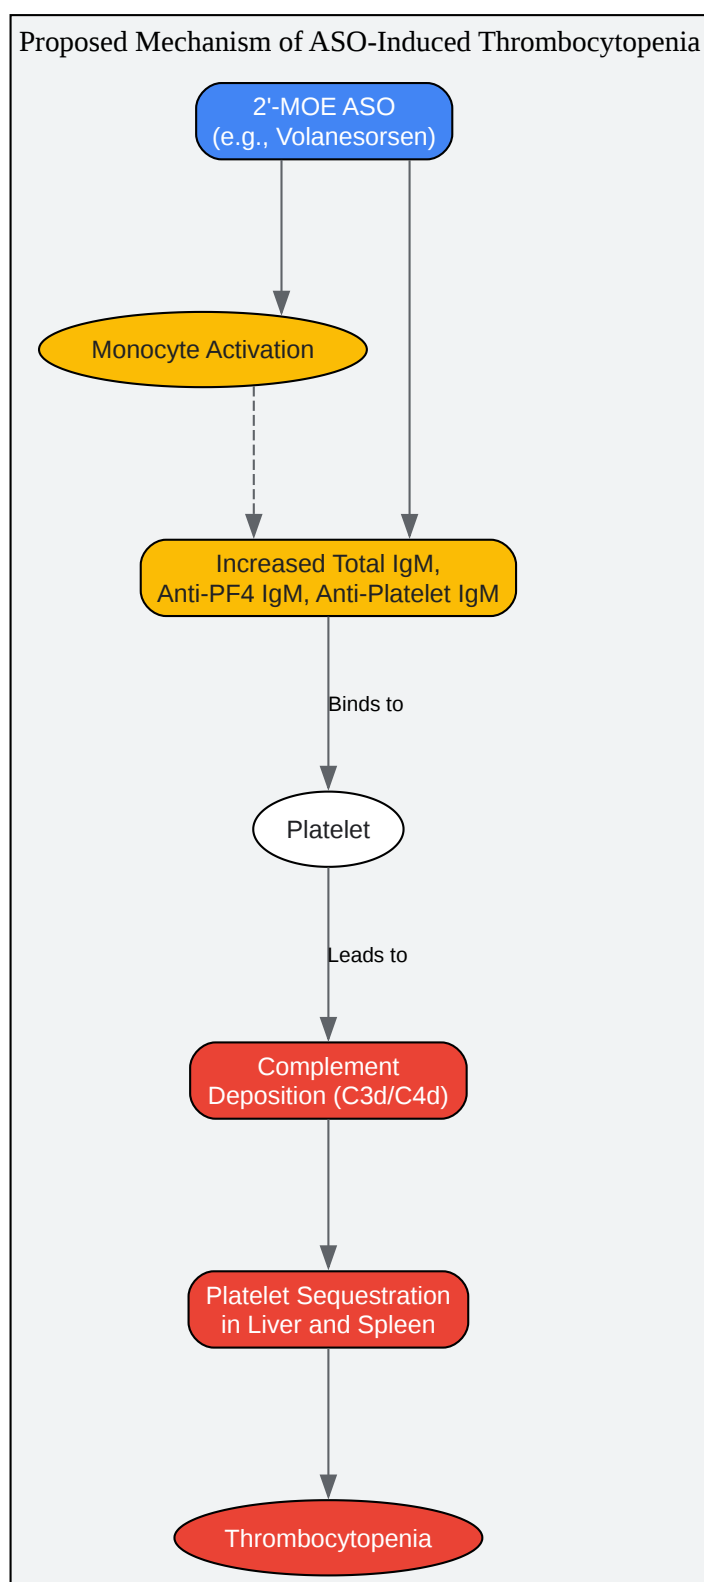 Proposed Mechanism of ASO-Induced Thrombocytopenia
2'-MOE ASO
(e.g., Volanesorsen)
Monocyte Activation
Increased Total IgM,
Anti-PF4 IgM, Anti-Platelet IgM
Binds to
Platelet
Leads to
Complement
Deposition (C3d/C4d)
Platelet Sequestration
in Liver and Spleen
Thrombocytopenia